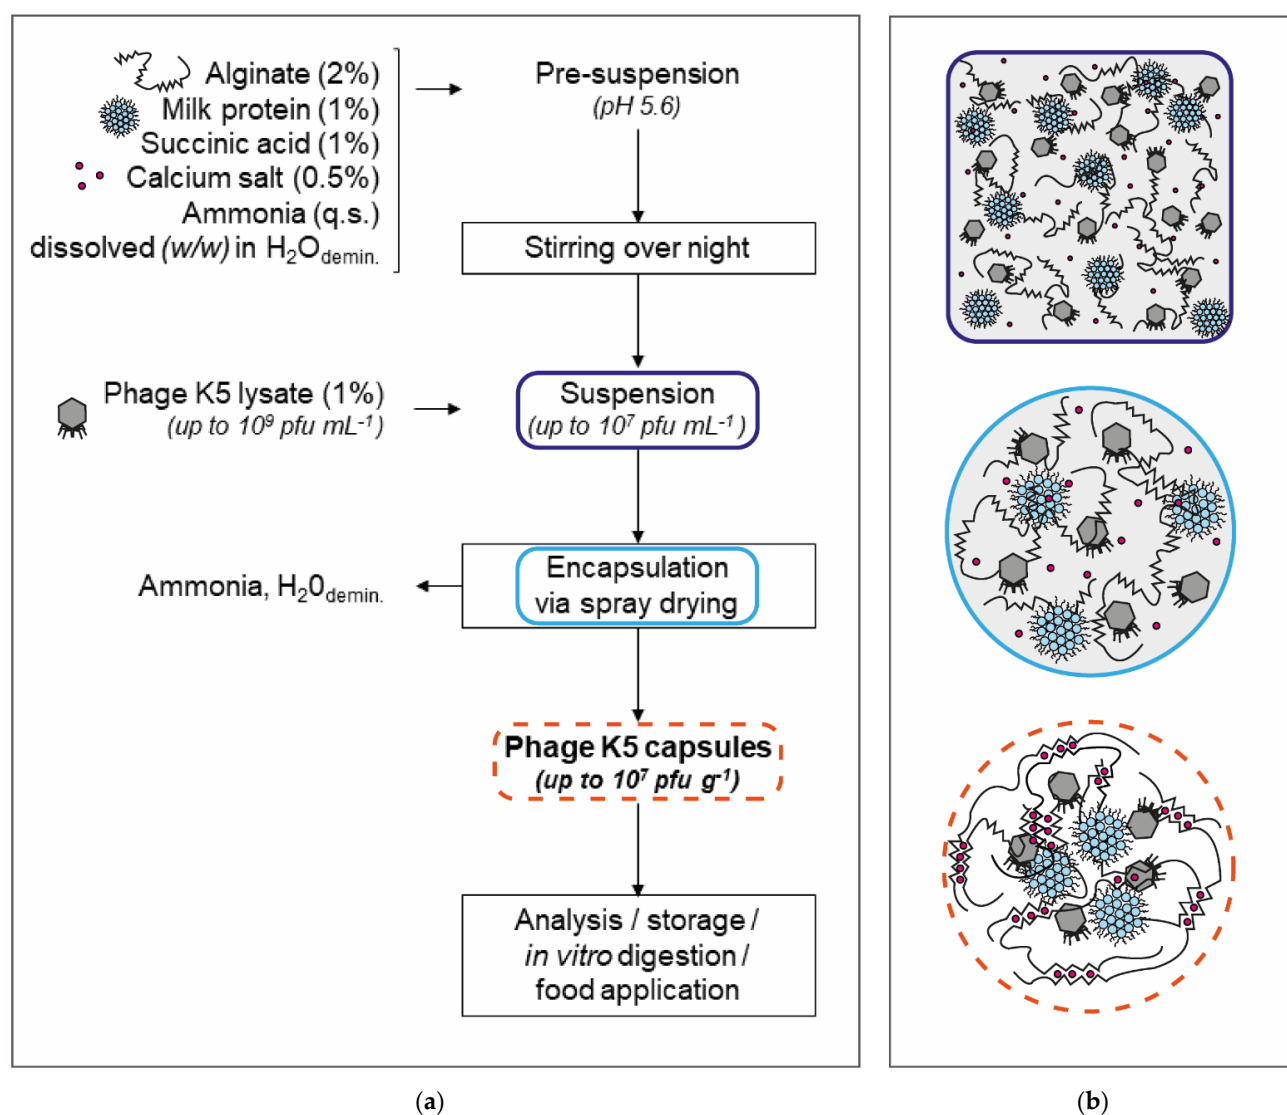 Alginate (2%)
Milk protein (1%)
Succinic acid (1%)
Calcium salt (0.5%)
Ammonia (q.s.)
dissolved (w/w) in H2Odemin.
Pre-suspension
(pH 5.6)
Stirring over night
Phage K5 lysate (1%)
(up to 10⁹ pfu mL⁻¹)
Suspension
(up to 10⁷ pfu mL⁻¹)
Ammonia, H20demin.
Encapsulation
via spray drying
Phage K5 capsules
(up to 10⁷ pfu g⁻¹)
Analysis / storage /
in vitro digestion /
food application
(a)
(b)